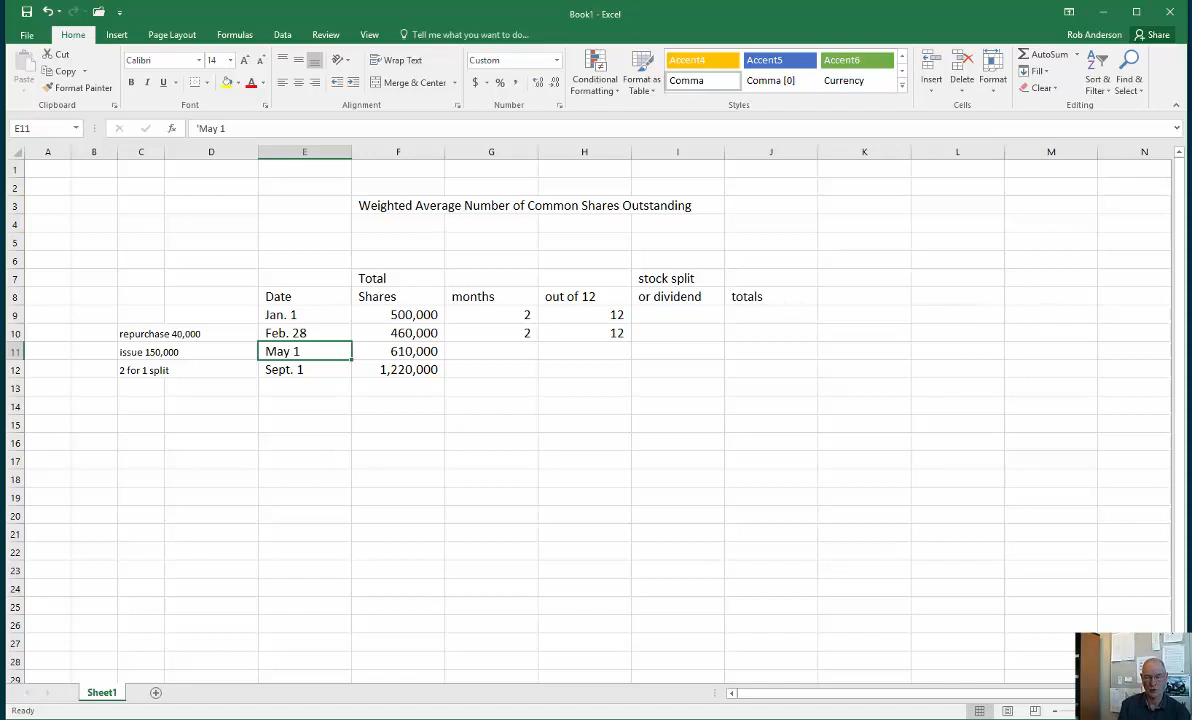 Book1 - Excel
File Home Insert Page Layout Formulas Data Review View Tell me what you want to do... Rob Anderson Share
Cut
Copy
Format Painter
Paste
Clipboard
Calibri 14
B I U
Font
Wrap Text
Merge & Center
Alignment
Custom
$ % ,
Number
Conditional Formatting
Format as Table
Accent4 Accent5 Accent6
Comma Comma [0] Currency
Styles
Insert Delete Format
Cells
AutoSum
Fill
Clear
Sort & Filter
Find & Select
Editing
E11 fx 'May 1
A B C D E F G H I J K L M N
1
2
3 Weighted Average Number of Common Shares Outstanding
4
5
6
7 Total stock split
8 Date Shares months out of 12 or dividend totals
9 Jan. 1 500,000 2 12
10 repurchase 40,000 Feb. 28 460,000 2 12
11 issue 150,000 May 1 610,000
12 2 for 1 split Sept. 1 1,220,000
13
14
15
16
17
18
19
20
21
22
23
24
25
26
27
28
29
Sheet1
Ready